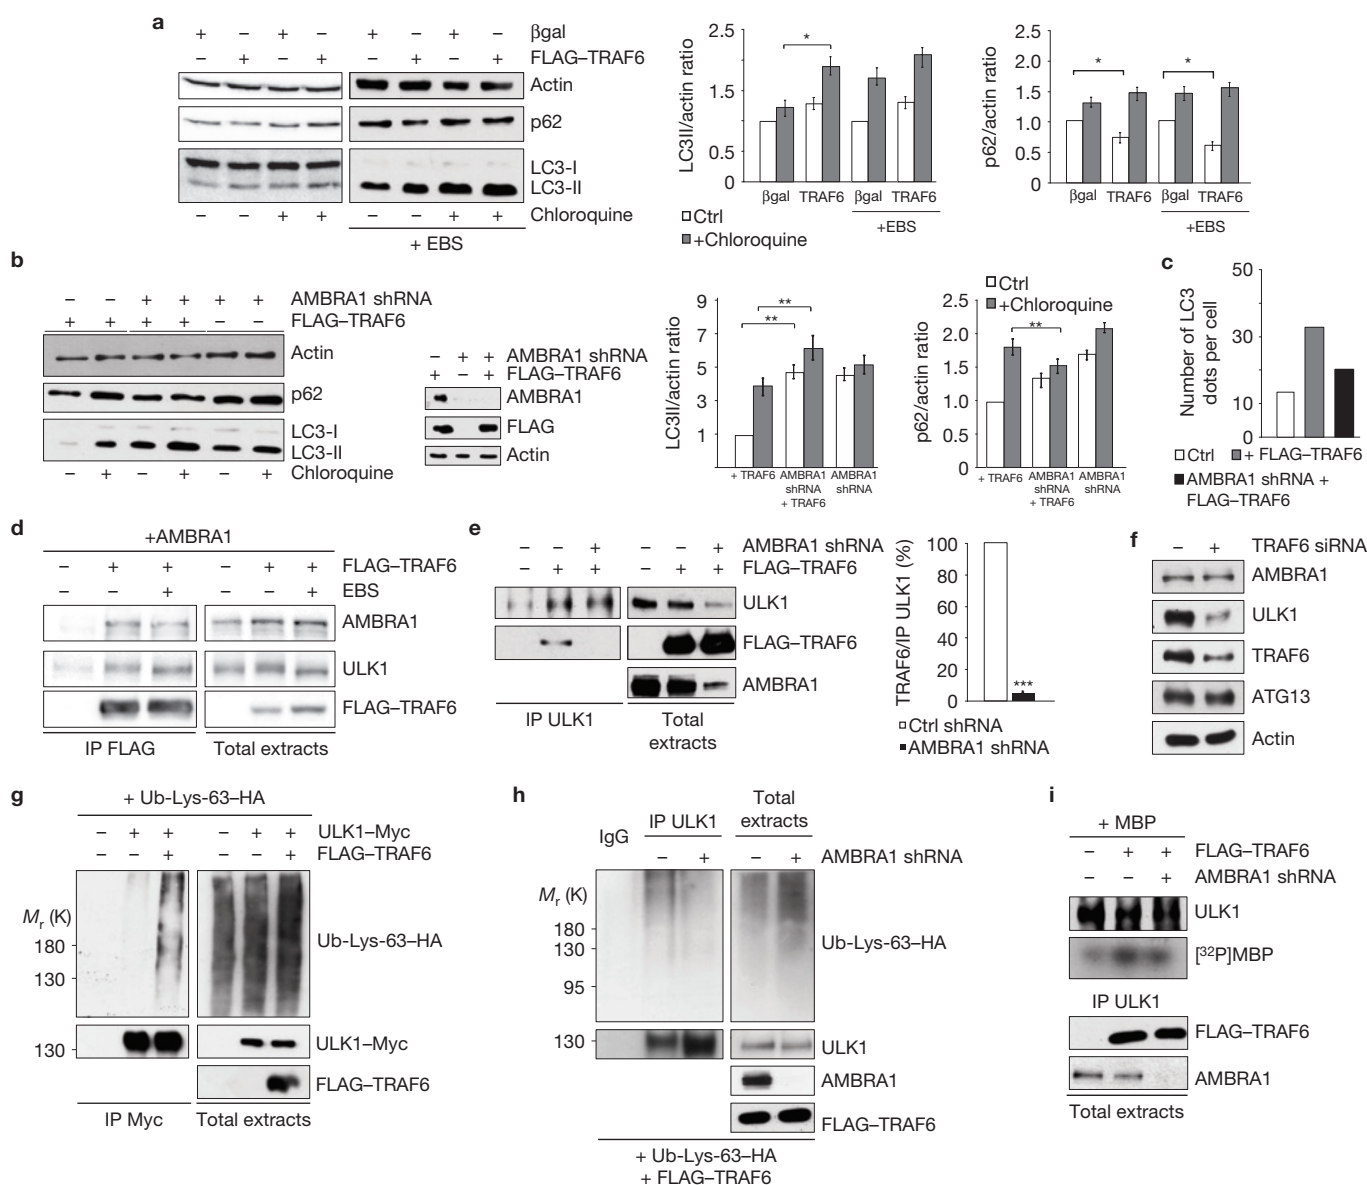 a
+ − + − + − + − βgal
− + − + − + − + FLAG–TRAF6
Actin
p62
LC3-I
LC3-II
− − + + − − + + Chloroquine
+ EBS
LC3II/actin ratio
2.5
1.5
1
0.5
0
*
βgal TRAF6 βgal TRAF6
+EBS
Ctrl
+Chloroquine
p62/actin ratio
2.5
2.0
1.5
1.0
0.5
0
* *
βgal TRAF6 βgal TRAF6
+EBS
b
− − + + + + AMBRA1 shRNA
+ + + + − − FLAG–TRAF6
Actin
p62
LC3-I
LC3-II
− + − + − + Chloroquine
− + + AMBRA1 shRNA
+ − + FLAG–TRAF6
AMBRA1
FLAG
Actin
LC3II/actin ratio
9
7
5
3
1
**
**
+ TRAF6
AMBRA1
shRNA
+ TRAF6
AMBRA1
shRNA
p62/actin ratio
Ctrl
+Chloroquine
2.5
2.0
1.5
1.0
0.5
0
**
+ TRAF6
AMBRA1
shRNA
+ TRAF6
AMBRA1
shRNA
c
Number of LC3
dots per cell
50
30
10
0
Ctrl + FLAG–TRAF6
AMBRA1 shRNA +
FLAG–TRAF6
d
+AMBRA1
− + + − + + FLAG–TRAF6
− − + − − + EBS
AMBRA1
ULK1
FLAG–TRAF6
IP FLAG Total extracts
e
− − + − − + AMBRA1 shRNA
− + + − + + FLAG–TRAF6
ULK1
FLAG–TRAF6
AMBRA1
IP ULK1 Total
extracts
TRAF6/IP ULK1 (%)
100
80
60
40
20
0
***
Ctrl shRNA
AMBRA1 shRNA
f
− + TRAF6 siRNA
AMBRA1
ULK1
TRAF6
ATG13
Actin
g
+ Ub-Lys-63–HA
− + + − + + ULK1–Myc
− − + − − + FLAG–TRAF6
Mr (K)
180
130
Ub-Lys-63–HA
130
ULK1–Myc
FLAG–TRAF6
IP Myc Total extracts
h
IgG IP ULK1 Total
extracts
− + − + AMBRA1 shRNA
Mr (K)
180
130
95
Ub-Lys-63–HA
130
ULK1
AMBRA1
FLAG–TRAF6
+ Ub-Lys-63–HA
+ FLAG–TRAF6
i
+ MBP
− + + FLAG–TRAF6
− − + AMBRA1 shRNA
ULK1
[32P]MBP
IP ULK1
FLAG–TRAF6
AMBRA1
Total extracts